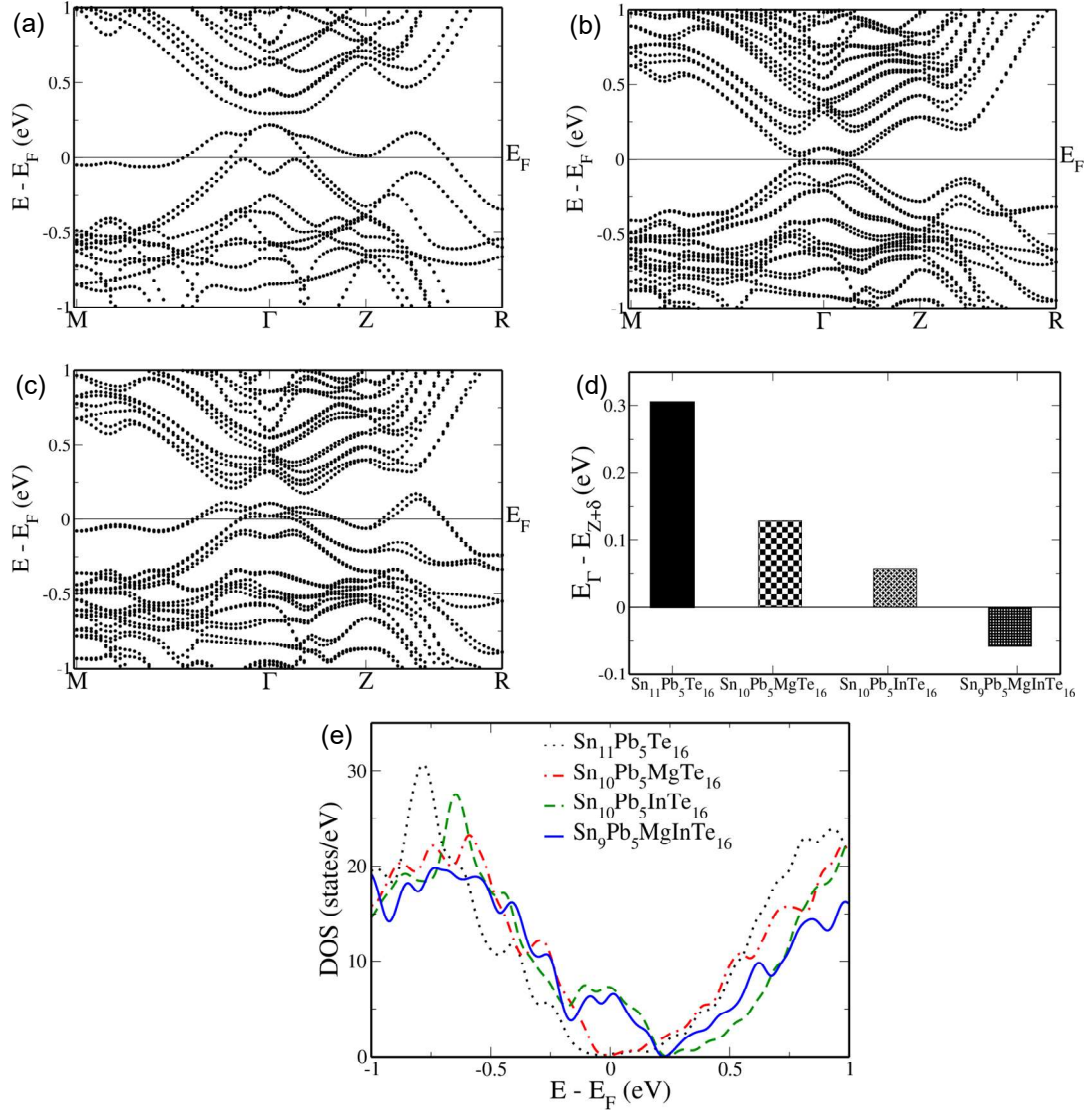 (a)
1
0.5
0
-0.5
-1
E - E_F (eV)
M Γ Z R
E_F
(b)
1
0.5
0
-0.5
-1
E - E_F (eV)
M Γ Z R
E_F
(c)
1
0.5
0
-0.5
-1
E - E_F (eV)
M Γ Z R
E_F
(d)
0.3
0.2
0.1
0
-0.1
E_Γ - E_{Z+δ} (eV)
Sn₁₁Pb₅Te₁₆ Sn₁₀Pb₅MgTe₁₆ Sn₁₀Pb₅InTe₁₆ Sn₉Pb₅MgInTe₁₆
(e)
Sn₁₁Pb₅Te₁₆
Sn₁₀Pb₅MgTe₁₆
Sn₁₀Pb₅InTe₁₆
Sn₉Pb₅MgInTe₁₆
30
20
10
0
DOS (states/eV)
-1 -0.5 0 0.5 1
E - E_F (eV)